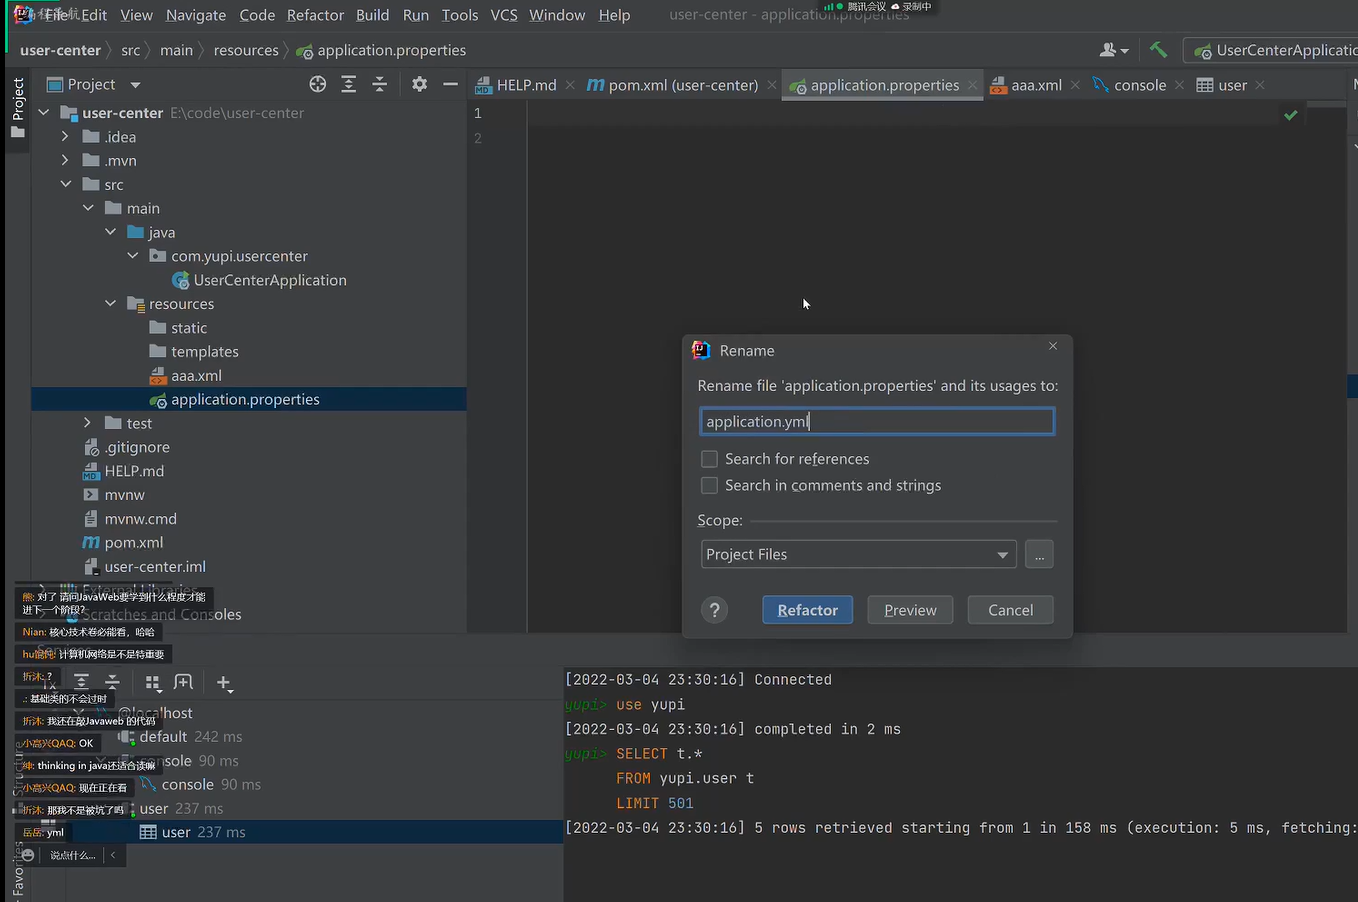 File Edit View Navigate Code Refactor Build Run Tools VCS Window Help user-center - application.properties
腾讯会议 录制中
user-center src main resources application.properties
UserCenterApplicatio
Project
Project
HELP.md pom.xml (user-center) application.properties aaa.xml console user
user-center E:\code\user-center
.idea
.mvn
src
main
java
com.yupi.usercenter
UserCenterApplication
resources
static
templates
aaa.xml
application.properties
test
.gitignore
HELP.md
mvnw
mvnw.cmd
pom.xml
user-center.iml
External Libraries
Scratches and Consoles
1
2
Rename
Rename file 'application.properties' and its usages to:
application.yml
Search for references
Search in comments and strings
Scope:
Project Files
...
? Refactor Preview Cancel
熊: 对了 请问JavaWeb要学到什么程度才能
进下一个阶段?
Nian: 核心技术卷必能看，哈哈
hu馄饨: 计算机网络是不是特重要
折沐: ?
.: 基础类的不会过时
折沐: 我还在敲Javaweb 的代码
小高兴QAQ: OK
绅: thinking in java还适合读嘛
小高兴QAQ: 现在正在看
折沐: 那我不是被坑了吗
岳岳: yml
说点什么...
Tx
@localhost
default 242 ms
console 90 ms
console 90 ms
user 237 ms
user 237 ms
Structure
Favorites
[2022-03-04 23:30:16] Connected
yupi> use yupi
[2022-03-04 23:30:16] completed in 2 ms
yupi> SELECT t.*
FROM yupi.user t
LIMIT 501
[2022-03-04 23:30:16] 5 rows retrieved starting from 1 in 158 ms (execution: 5 ms, fetching: